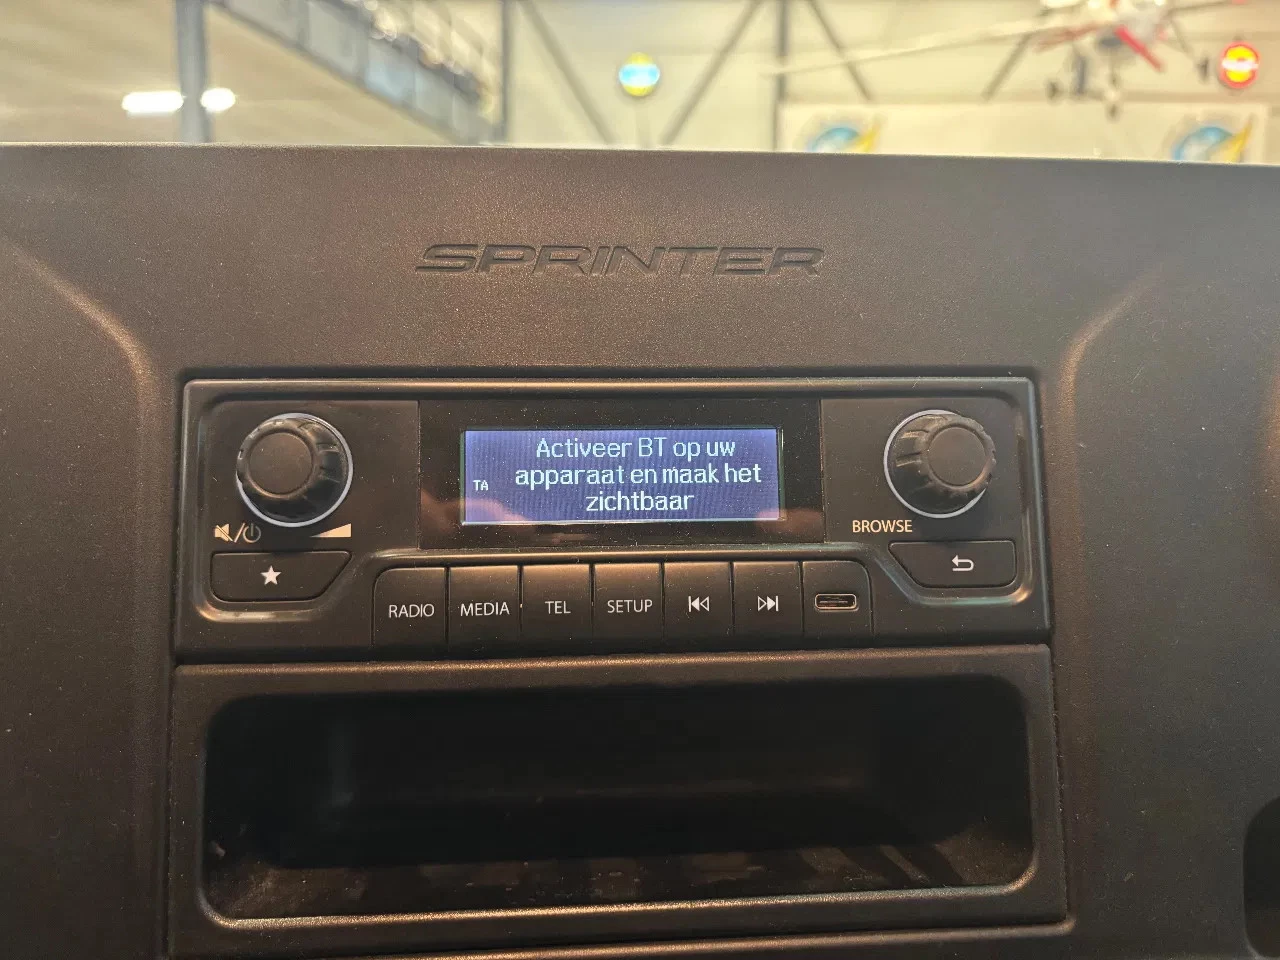 SPRINTER
Activeer BT op uw
apparaat en maak het
TA
zichtbaar
BROWSE
RADIO
MEDIA
TEL
SETUP